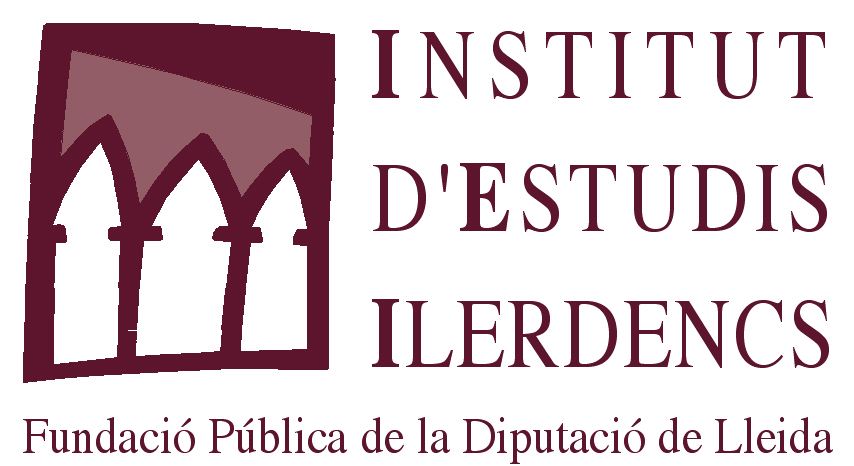 INSTITUT
D'ESTUDIS
ILERDENCS
Fundació Pública de la Diputació de Lleida